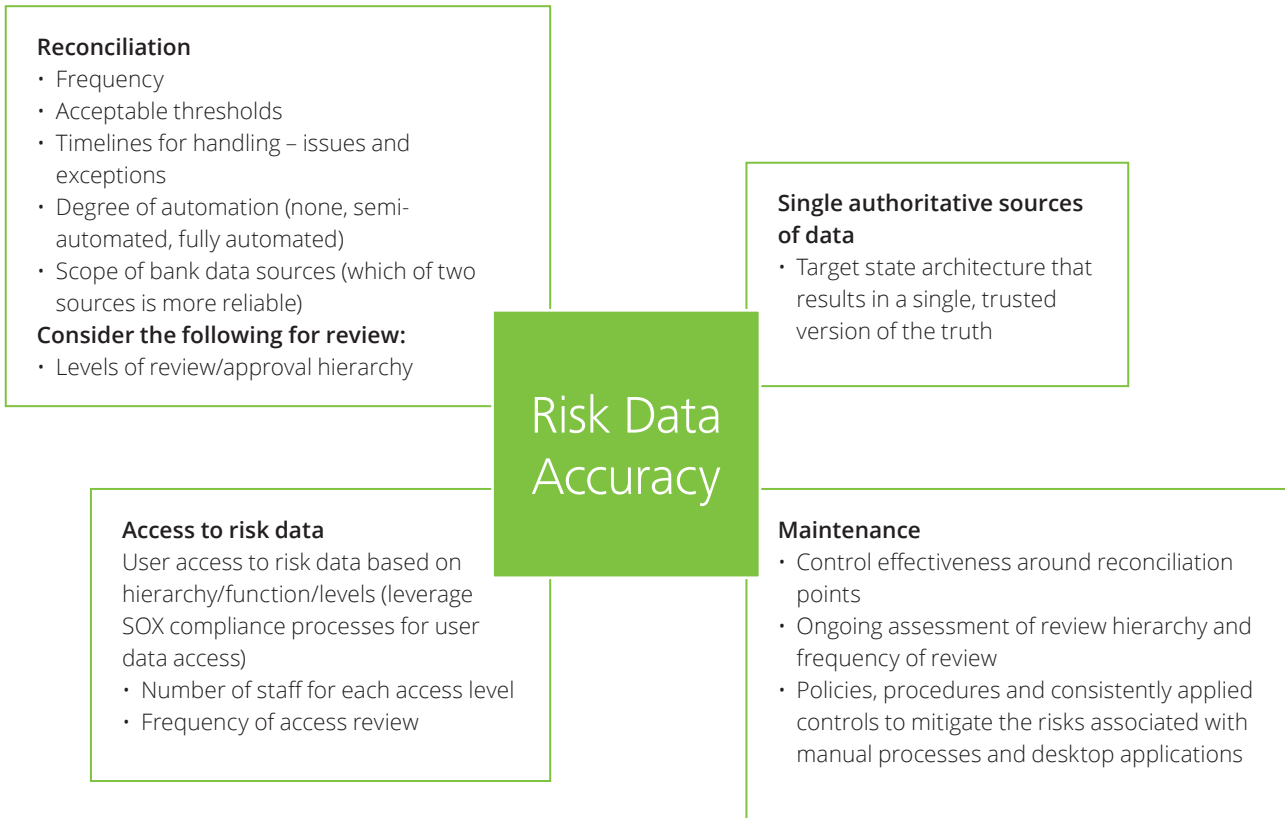 Reconciliation
• Frequency
• Acceptable thresholds
• Timelines for handling – issues and
exceptions
• Degree of automation (none, semi-
automated, fully automated)
• Scope of bank data sources (which of two
sources is more reliable)
Consider the following for review:
• Levels of review/approval hierarchy
Single authoritative sources
of data
• Target state architecture that
results in a single, trusted
version of the truth
Risk Data
Accuracy
Access to risk data
User access to risk data based on
hierarchy/function/levels (leverage
SOX compliance processes for user
data access)
• Number of staff for each access level
• Frequency of access review
Maintenance
• Control effectiveness around reconciliation
points
• Ongoing assessment of review hierarchy and
frequency of review
• Policies, procedures and consistently applied
controls to mitigate the risks associated with
manual processes and desktop applications